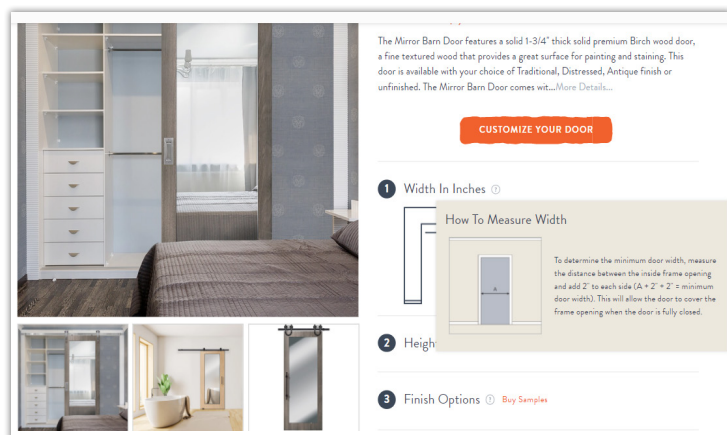 The Mirror Barn Door features a solid 1-3/4" thick solid premium Birch wood door,
a fine textured wood that provides a great surface for painting and staining. This
door is available with your choice of Traditional, Distressed, Antique finish or
unfinished. The Mirror Barn Door comes wit...More Details...
CUSTOMIZE YOUR DOOR
1 Width In Inches
How To Measure Width
A
To determine the minimum door width, measure
the distance between the inside frame opening
and add 2" to each side (A + 2" + 2" = minimum
door width). This will allow the door to cover the
frame opening when the door is fully closed.
2
3 Finish Options Buy Samples